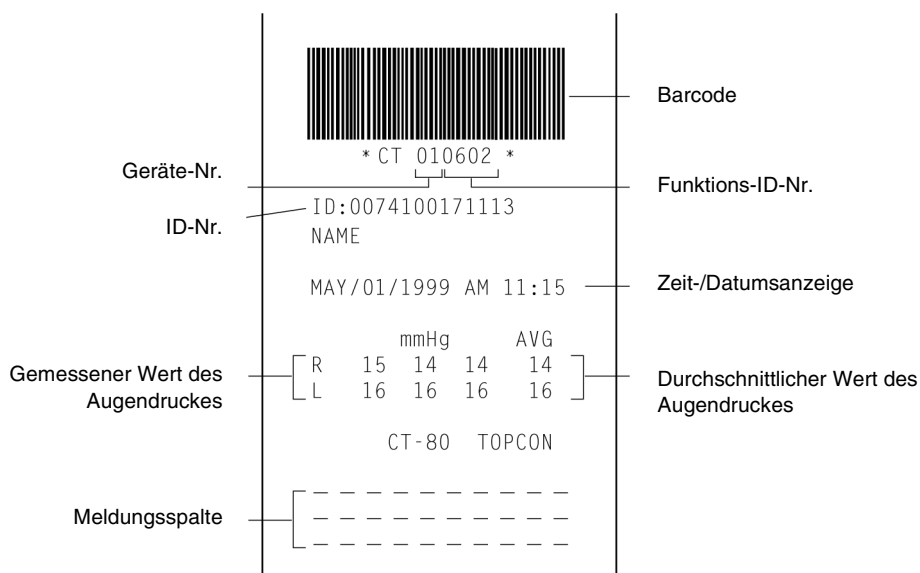 Barcode
* CT 010602 *
Geräte-Nr.
Funktions-ID-Nr.
ID-Nr.
ID:0074100171113
NAME
MAY/01/1999 AM 11:15
Zeit-/Datumsanzeige
mmHg AVG
Gemessener Wert des
Augendruckes
R 15 14 14 14
L 16 16 16 16
Durchschnittlicher Wert des
Augendruckes
CT-80 TOPCON
Meldungsspalte